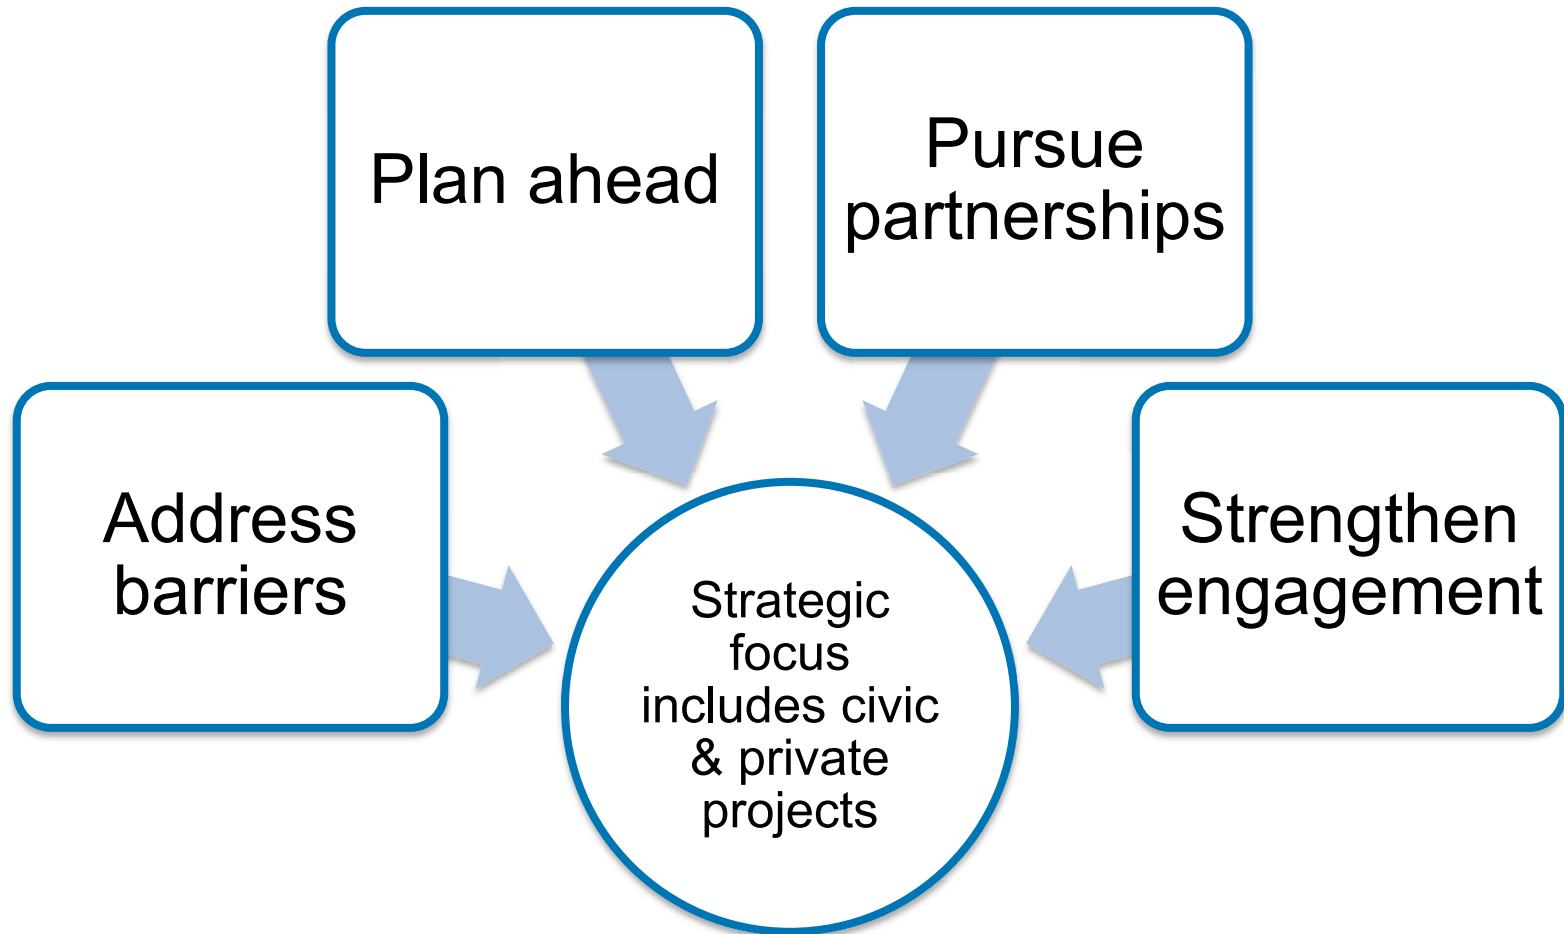 Plan ahead
Pursue
partnerships
Address
barriers
Strengthen
engagement
Strategic
focus
includes civic
& private
projects